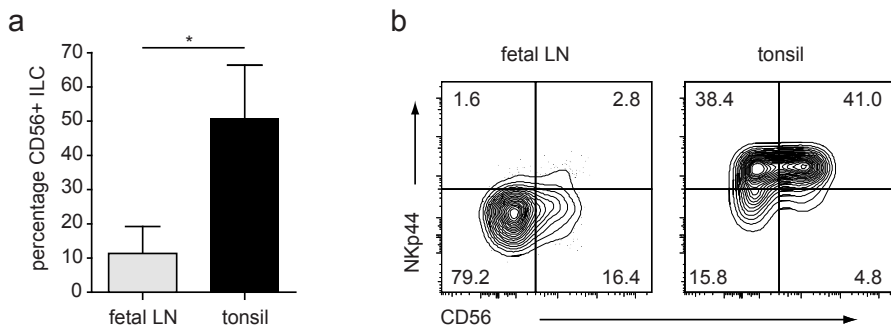 a
*
percentage CD56+ ILC
70
60
50
40
30
20
10
0
fetal LN
tonsil
b
fetal LN
tonsil
1.6
2.8
38.4
41.0
NKp44
79.2
16.4
15.8
4.8
CD56